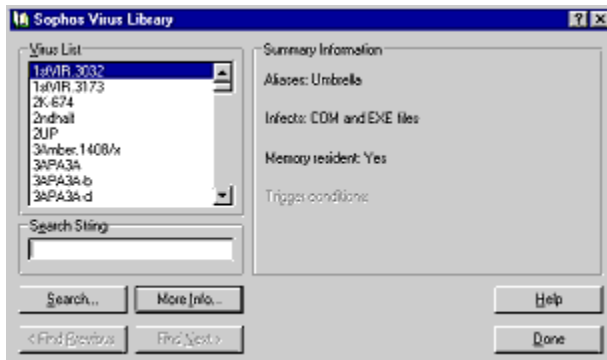 Sophos Virus Library
Virus List
1stVIR.3032
1stVIR.3173
2K-674
2ndhalt
2UP
3Amber.1408/x
3APA3A
3APA3A-b
3APA3A-d
Search String
Search...
More Info...
< Find Previous
Find Next >
Summary Information
Aliases: Umbrella
Infects: COM and EXE files
Memory resident: Yes
Trigger conditions:
Help
Done